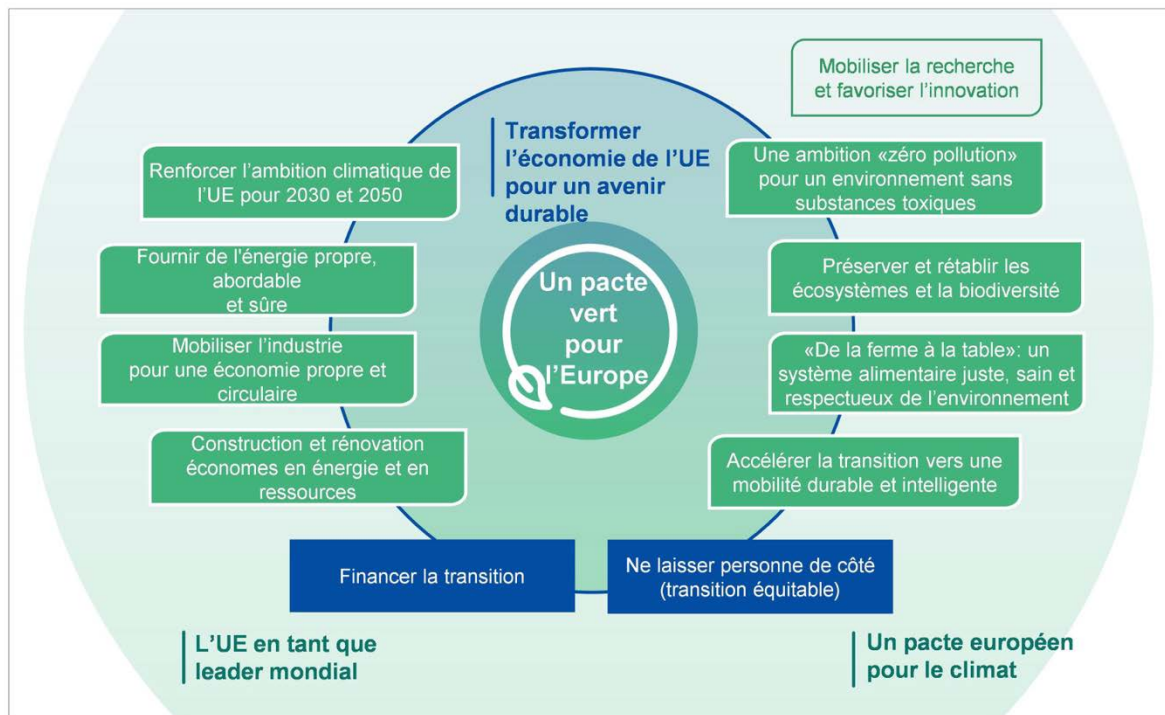 Mobiliser la recherche
et favoriser l’innovation
Transformer
l’économie de l’UE
pour un avenir
durable
Renforcer l’ambition climatique de
l’UE pour 2030 et 2050
Une ambition «zéro pollution»
pour un environnement sans
substances toxiques
Fournir de l'énergie propre,
abordable
et sûre
Préserver et rétablir les
écosystèmes et la biodiversité
Un pacte
vert
pour
l’Europe
Mobiliser l’industrie
pour une économie propre et
circulaire
«De la ferme à la table»: un
système alimentaire juste, sain et
respectueux de l’environnement
Construction et rénovation
économes en énergie et en
ressources
Accélérer la transition vers une
mobilité durable et intelligente
Financer la transition
Ne laisser personne de côté
(transition équitable)
L’UE en tant que
leader mondial
Un pacte européen
pour le climat